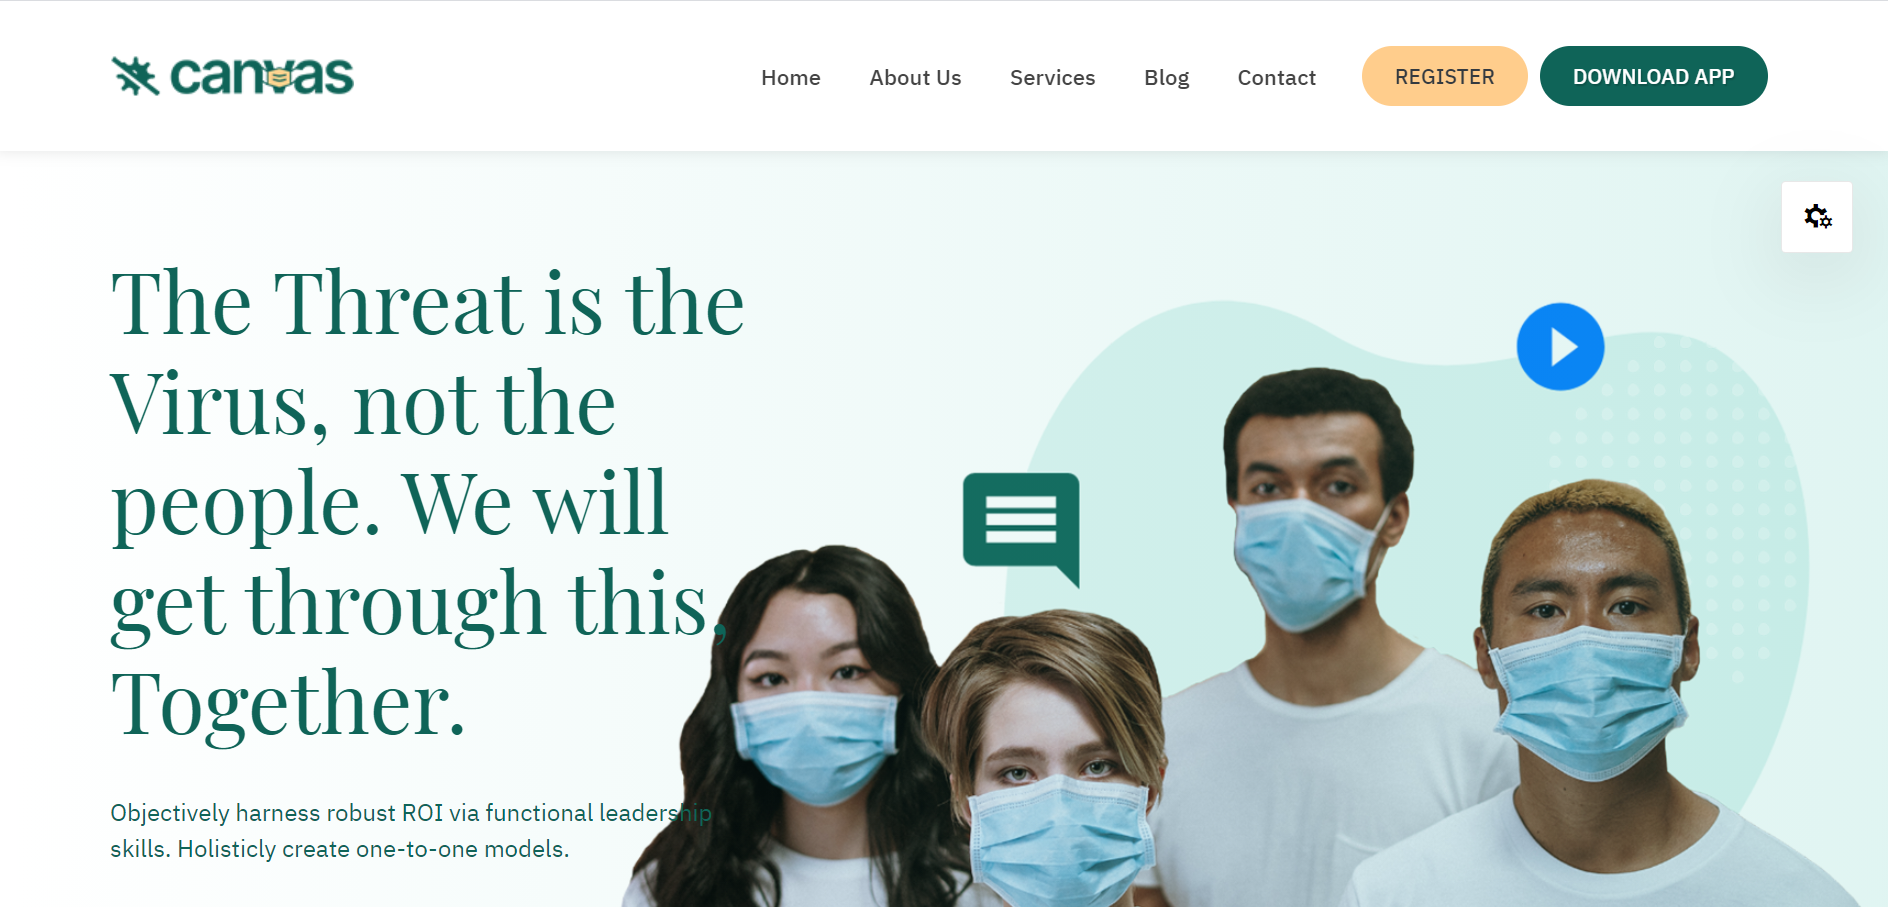 canvas
Home About Us Services Blog Contact REGISTER DOWNLOAD APP
The Threat is the
Virus, not the
people. We will
get through this,
Together.
Objectively harness robust ROI via functional leadership
skills. Holisticly create one-to-one models.